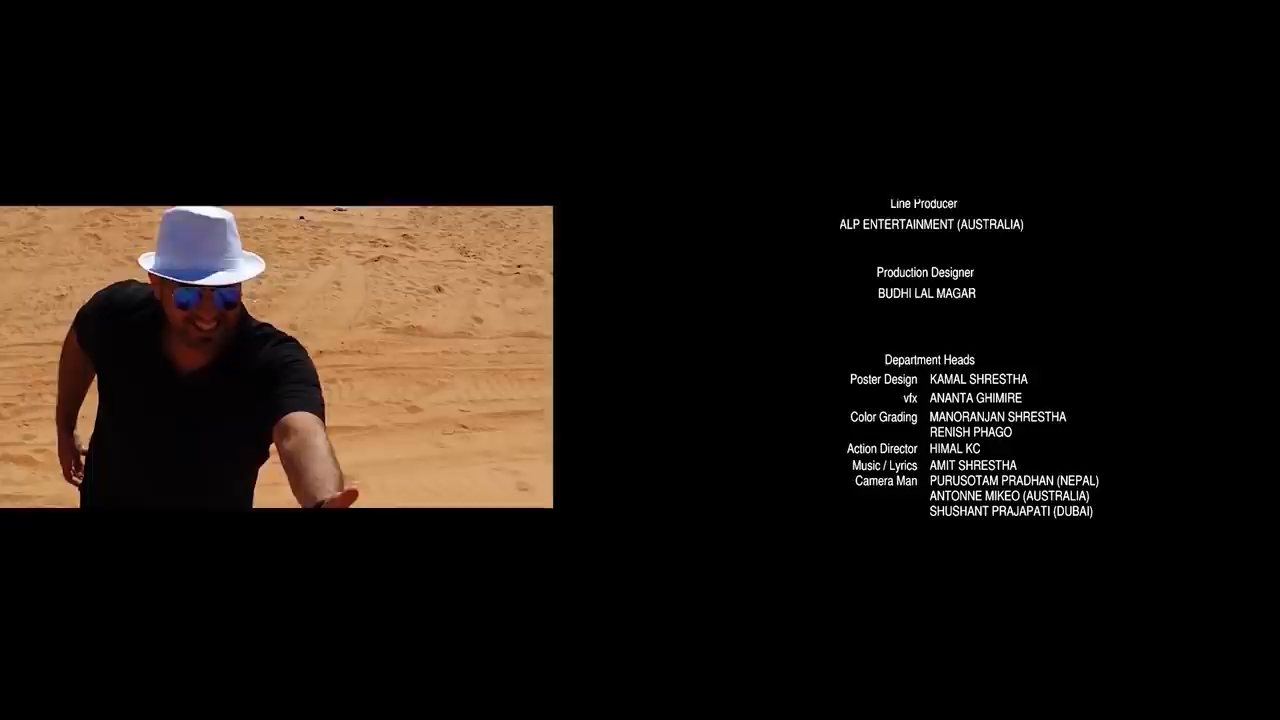 Line Producer
ALP ENTERTAINMENT (AUSTRALIA)
Production Designer
BUDHI LAL MAGAR
Department Heads
Poster Design KAMAL SHRESTHA
vfx ANANTA GHIMIRE
Color Grading MANORANJAN SHRESTHA
RENISH PHAGO
Action Director HIMAL KC
Music / Lyrics AMIT SHRESTHA
Camera Man PURUSOTAM PRADHAN (NEPAL)
ANTONNE MIKEO (AUSTRALIA)
SHUSHANT PRAJAPATI (DUBAI)